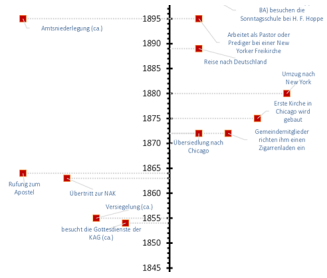 BA) besuchen die
Sonntagsschule bei H. F. Hoppe
1895
Amtsniederlegung (ca.)
Arbeitet als Pastor oder
Prediger bei einer New
Yorker Freikirche
1890
Reise nach Deutschland
1885
Umzug nach
New York
1880
Erste Kirche in
Chicago wird
gebaut
1875
Gemeindemitglieder
richten ihm einen
Zigarrenladen ein
1870
Übersiedlung nach
Chicago
1865
Rufung zum
Apostel
1860
Übertritt zur NAK
Versiegelung (ca.)
1855
besucht die Gottesdienste der
KAG (ca.)
1850
1845